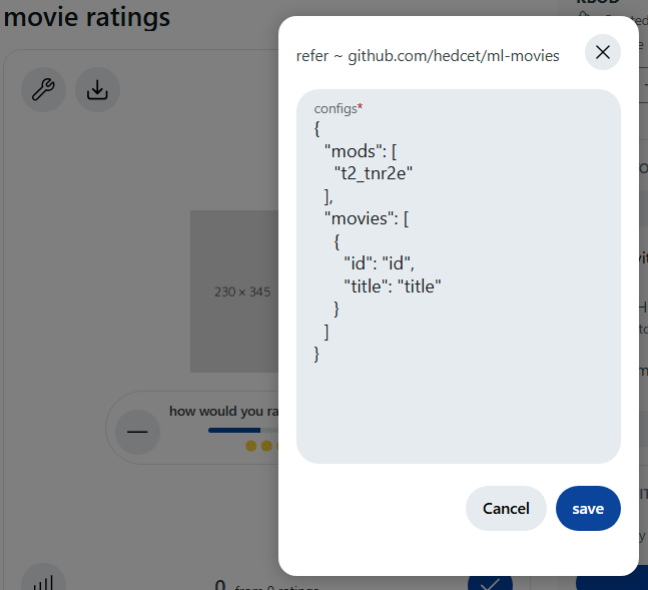 movie ratings
refer ~ github.com/hedcet/ml-movies
configs*
{
"mods": [
"t2_tnr2e"
],
"movies": [
{
"id": "id",
"title": "title"
}
]
}
230 × 345
how would you ra
Cancel
save
0 from 0 ratings